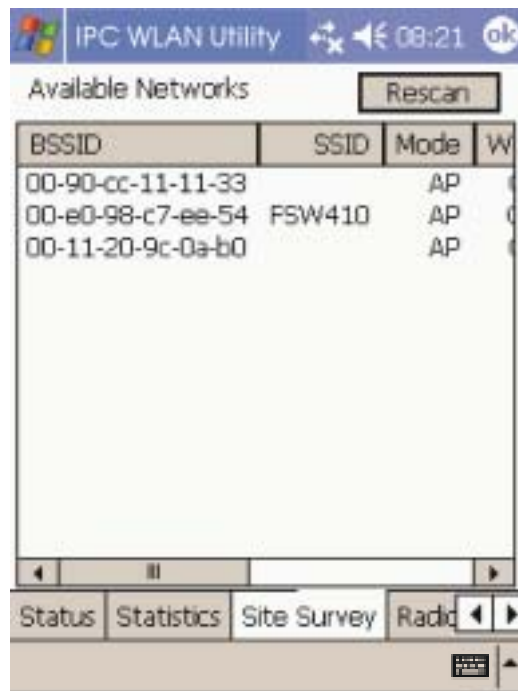 IPC WLAN Utility 08:21 ok
Available Networks Rescan
BSSID SSID Mode W
00-90-cc-11-11-33 AP
00-e0-98-c7-ee-54 FSW410 AP
00-11-20-9c-0a-b0 AP
Status Statistics Site Survey